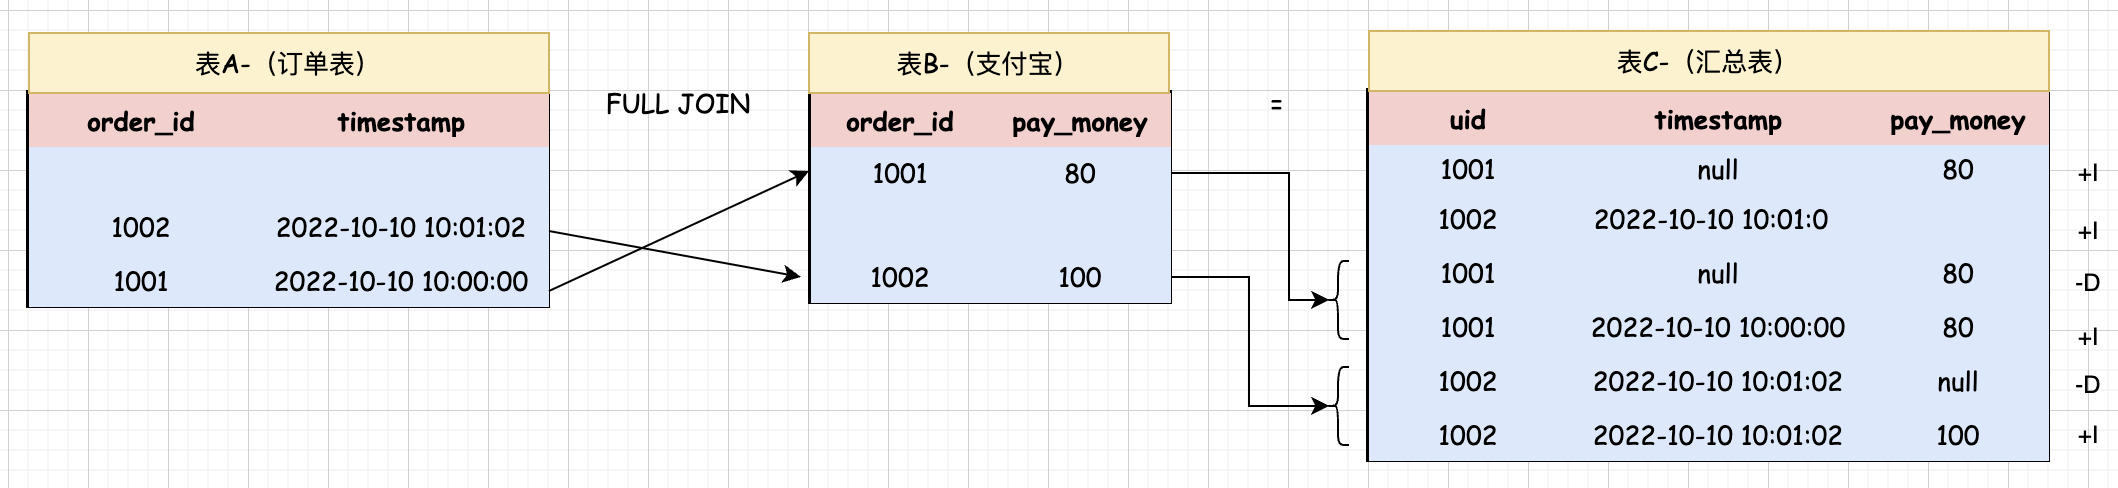 表A-（订单表）
order_id timestamp
1002 2022-10-10 10:01:02
1001 2022-10-10 10:00:00
FULL JOIN
表B-（支付宝）
order_id pay_money
1001 80
1002 100
=
表C-（汇总表）
uid timestamp pay_money
1001 null 80 +I
1002 2022-10-10 10:01:0 +I
1001 null 80 -D
1001 2022-10-10 10:00:00 80 +I
1002 2022-10-10 10:01:02 null -D
1002 2022-10-10 10:01:02 100 +I